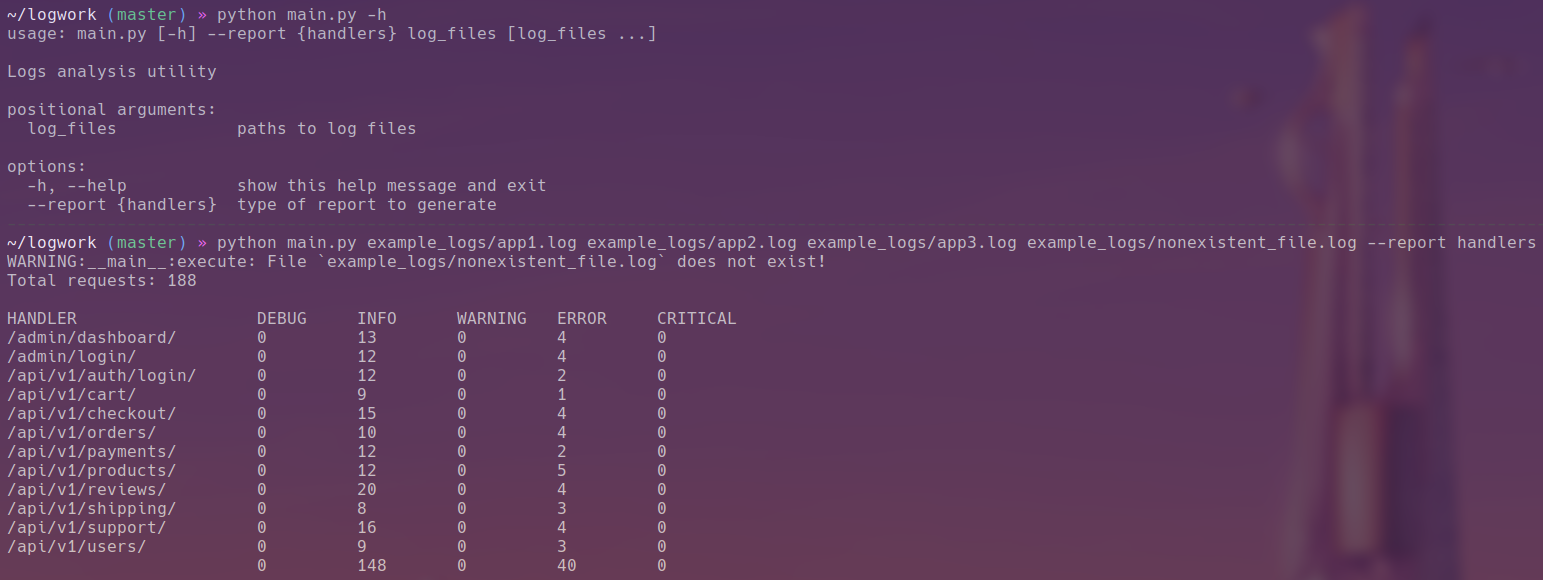 ~/logwork (master) » python main.py -h
usage: main.py [-h] --report {handlers} log_files [log_files ...]
Logs analysis utility
positional arguments:
  log_files            paths to log files
options:
  -h, --help           show this help message and exit
  --report {handlers}  type of report to generate
~/logwork (master) » python main.py example_logs/app1.log example_logs/app2.log example_logs/app3.log example_logs/nonexistent_file.log --report handlers
WARNING:__main__:execute: File `example_logs/nonexistent_file.log` does not exist!
Total requests: 188
HANDLER                  DEBUG     INFO      WARNING   ERROR     CRITICAL
/admin/dashboard/        0         13        0         4         0
/admin/login/            0         12        0         4         0
/api/v1/auth/login/      0         12        0         2         0
/api/v1/cart/            0         9         0         1         0
/api/v1/checkout/        0         15        0         4         0
/api/v1/orders/          0         10        0         4         0
/api/v1/payments/        0         12        0         2         0
/api/v1/products/        0         12        0         5         0
/api/v1/reviews/         0         20        0         4         0
/api/v1/shipping/        0         8         0         3         0
/api/v1/support/         0         16        0         4         0
/api/v1/users/           0         9         0         3         0
                         0         148       0         40        0